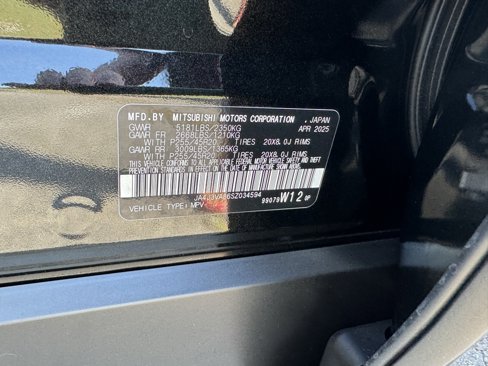 MFD.BY MITSUBISHI MOTORS CORPORATION , JAPAN
GVWR 5181LBS/2350KG APR 2025
GAWR FR 2668LBS/1210KG
WITH P255/45R20 TIRES 20X8.0J RIMS
GAWR RR 3009LBS/1365KG
WITH P255/45R20 TIRES 20X8.0J RIMS
THIS VEHICLE CONFORMS TO ALL APPLICABLE FEDERAL MOTOR VEHICLE SAFETY AND THEFT
PREVENTION STANDARDS IN EFFECT ON THE DATE OF MANUFACTURE SHOWN ABOVE.
SZ034594
VEHICLE TYPE: MPV 99079 W12 0P